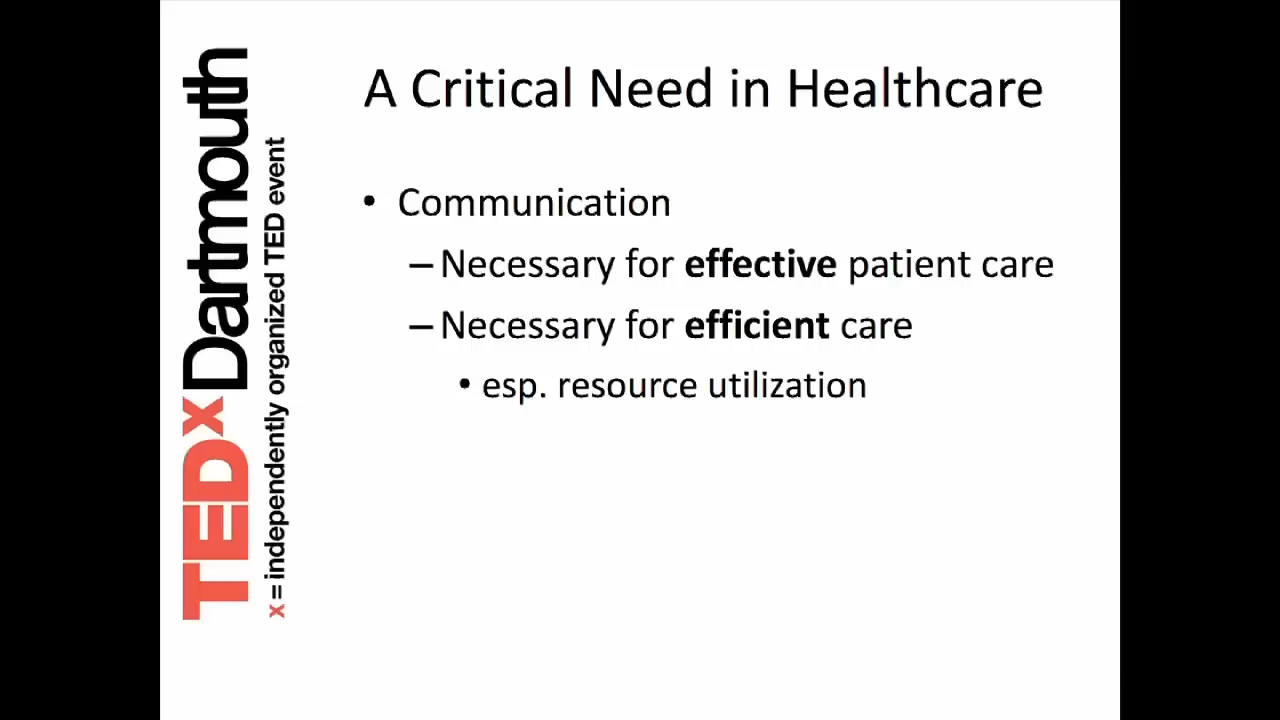 TEDxDartmouth
x = independently organized TED event
A Critical Need in Healthcare
• Communication
– Necessary for effective patient care
– Necessary for efficient care
• esp. resource utilization